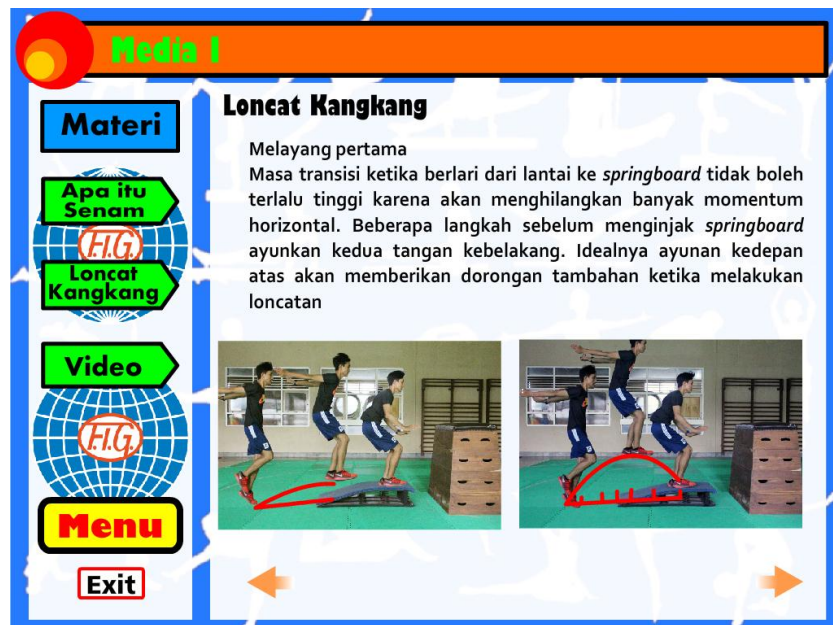 Media I
Loncat Kangkang
Materi
Melayang pertama
Masa transisi ketika berlari dari lantai ke springboard tidak boleh
terlalu tinggi karena akan menghilangkan banyak momentum
horizontal. Beberapa langkah sebelum menginjak springboard
ayunkan kedua tangan kebelakang. Idealnya ayunan kedepan
atas akan memberikan dorongan tambahan ketika melakukan
loncatan
Apa itu
Senam
F.I.G.
Loncat
Kangkang
Video
F.I.G.
Menu
Exit